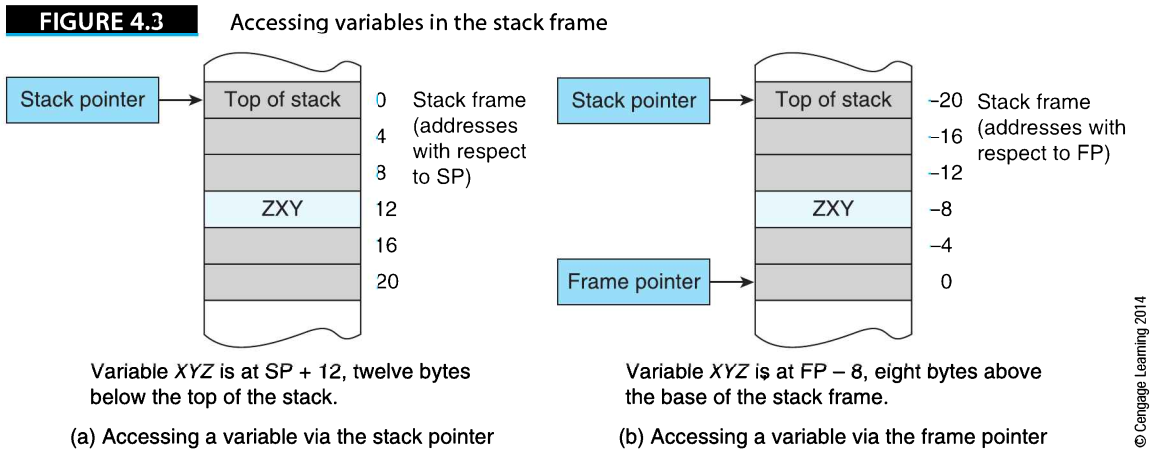 FIGURE 4.3 Accessing variables in the stack frame
Stack pointer
Top of stack
0
4
8
ZXY
12
16
20
Stack frame
(addresses
with respect
to SP)
Variable XYZ is at SP + 12, twelve bytes
below the top of the stack.
(a) Accessing a variable via the stack pointer
Stack pointer
Top of stack
–20
–16
–12
ZXY
–8
–4
Frame pointer
0
Stack frame
(addresses with
respect to FP)
Variable XYZ is at FP – 8, eight bytes above
the base of the stack frame.
(b) Accessing a variable via the frame pointer
© Cengage Learning 2014